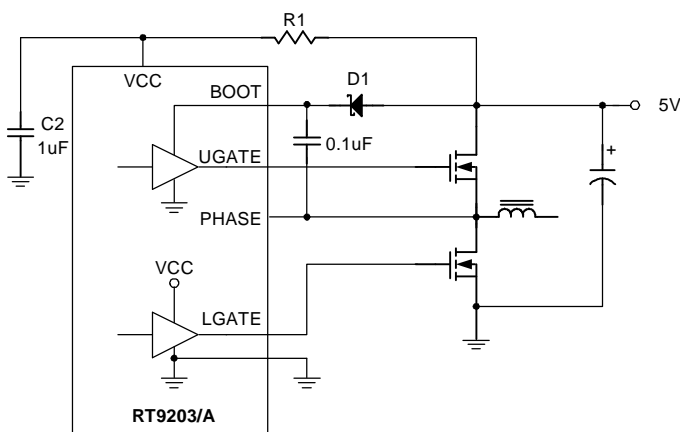 R1
VCC
D1
BOOT
5V
C2
1uF
0.1uF
+
UGATE
PHASE
VCC
LGATE
RT9203/A